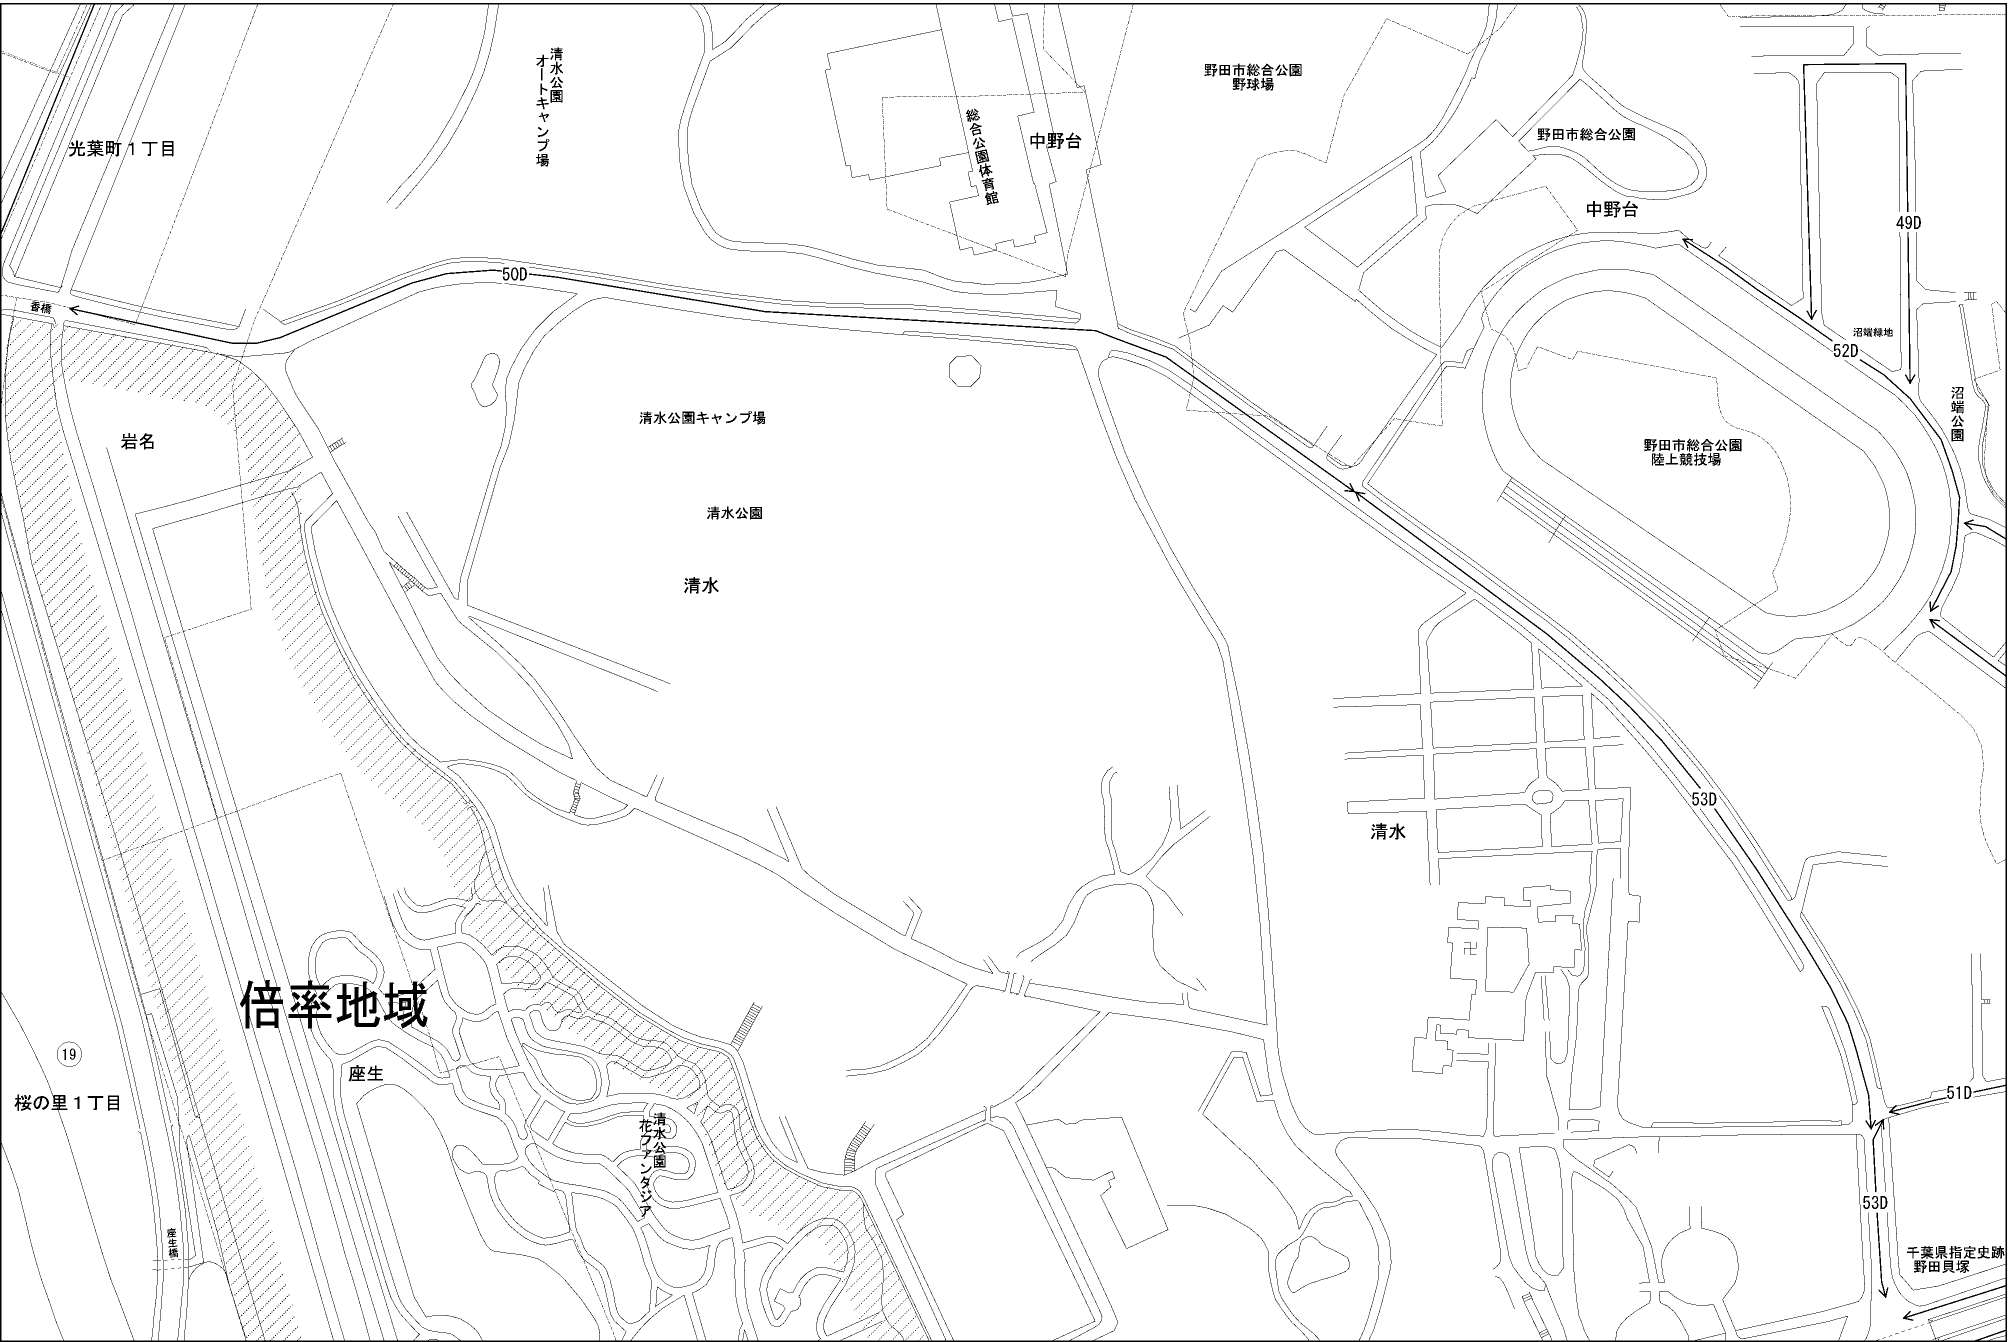 清水公園
オートキャンプ場
野田市総合公園
野球場
総合公園体育館
中野台
野田市総合公園
光葉町1丁目
中野台
49D
50D
香橋
沼端緑地
52D
清水公園キャンプ場
沼端公園
岩名
野田市総合公園
陸上競技場
清水公園
清水
53D
清水
倍率地域
19
座生
桜の里1丁目
51D
清水公園
花ファンタジア
53D
座生橋
千葉県指定史跡
野田貝塚